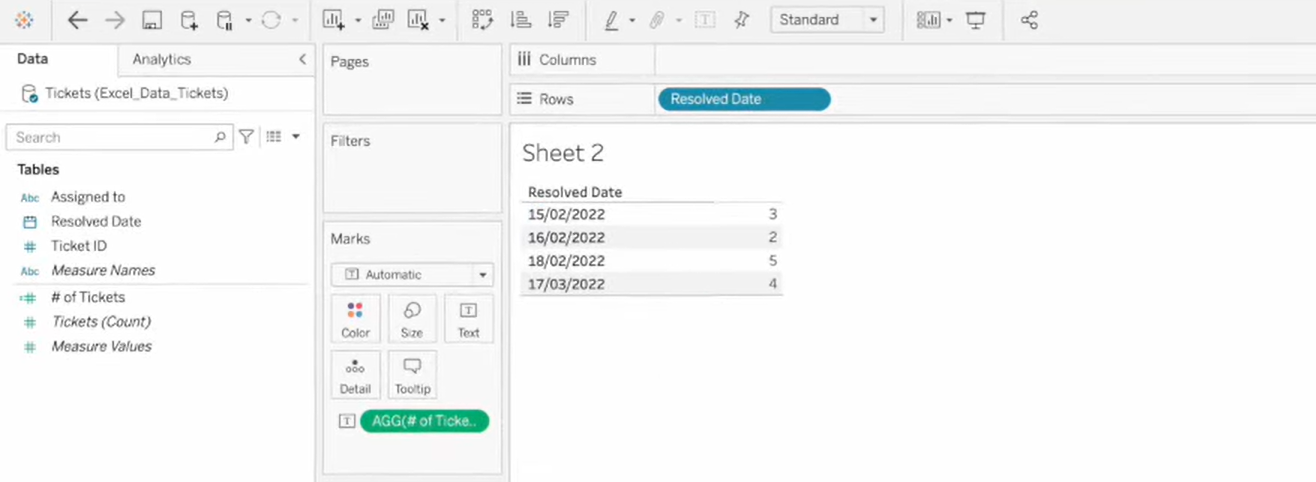 Standard
Data
Analytics
Tickets (Excel_Data_Tickets)
Search
Tables
Abc Assigned to
Resolved Date
# Ticket ID
Abc Measure Names
=# # of Tickets
# Tickets (Count)
# Measure Values
Pages
Filters
Marks
T Automatic
Color
Size
T
Text
Detail
Tooltip
T AGG(# of Ticke..
Columns
Rows
Resolved Date
Sheet 2
Resolved Date
15/02/2022 3
16/02/2022 2
18/02/2022 5
17/03/2022 4